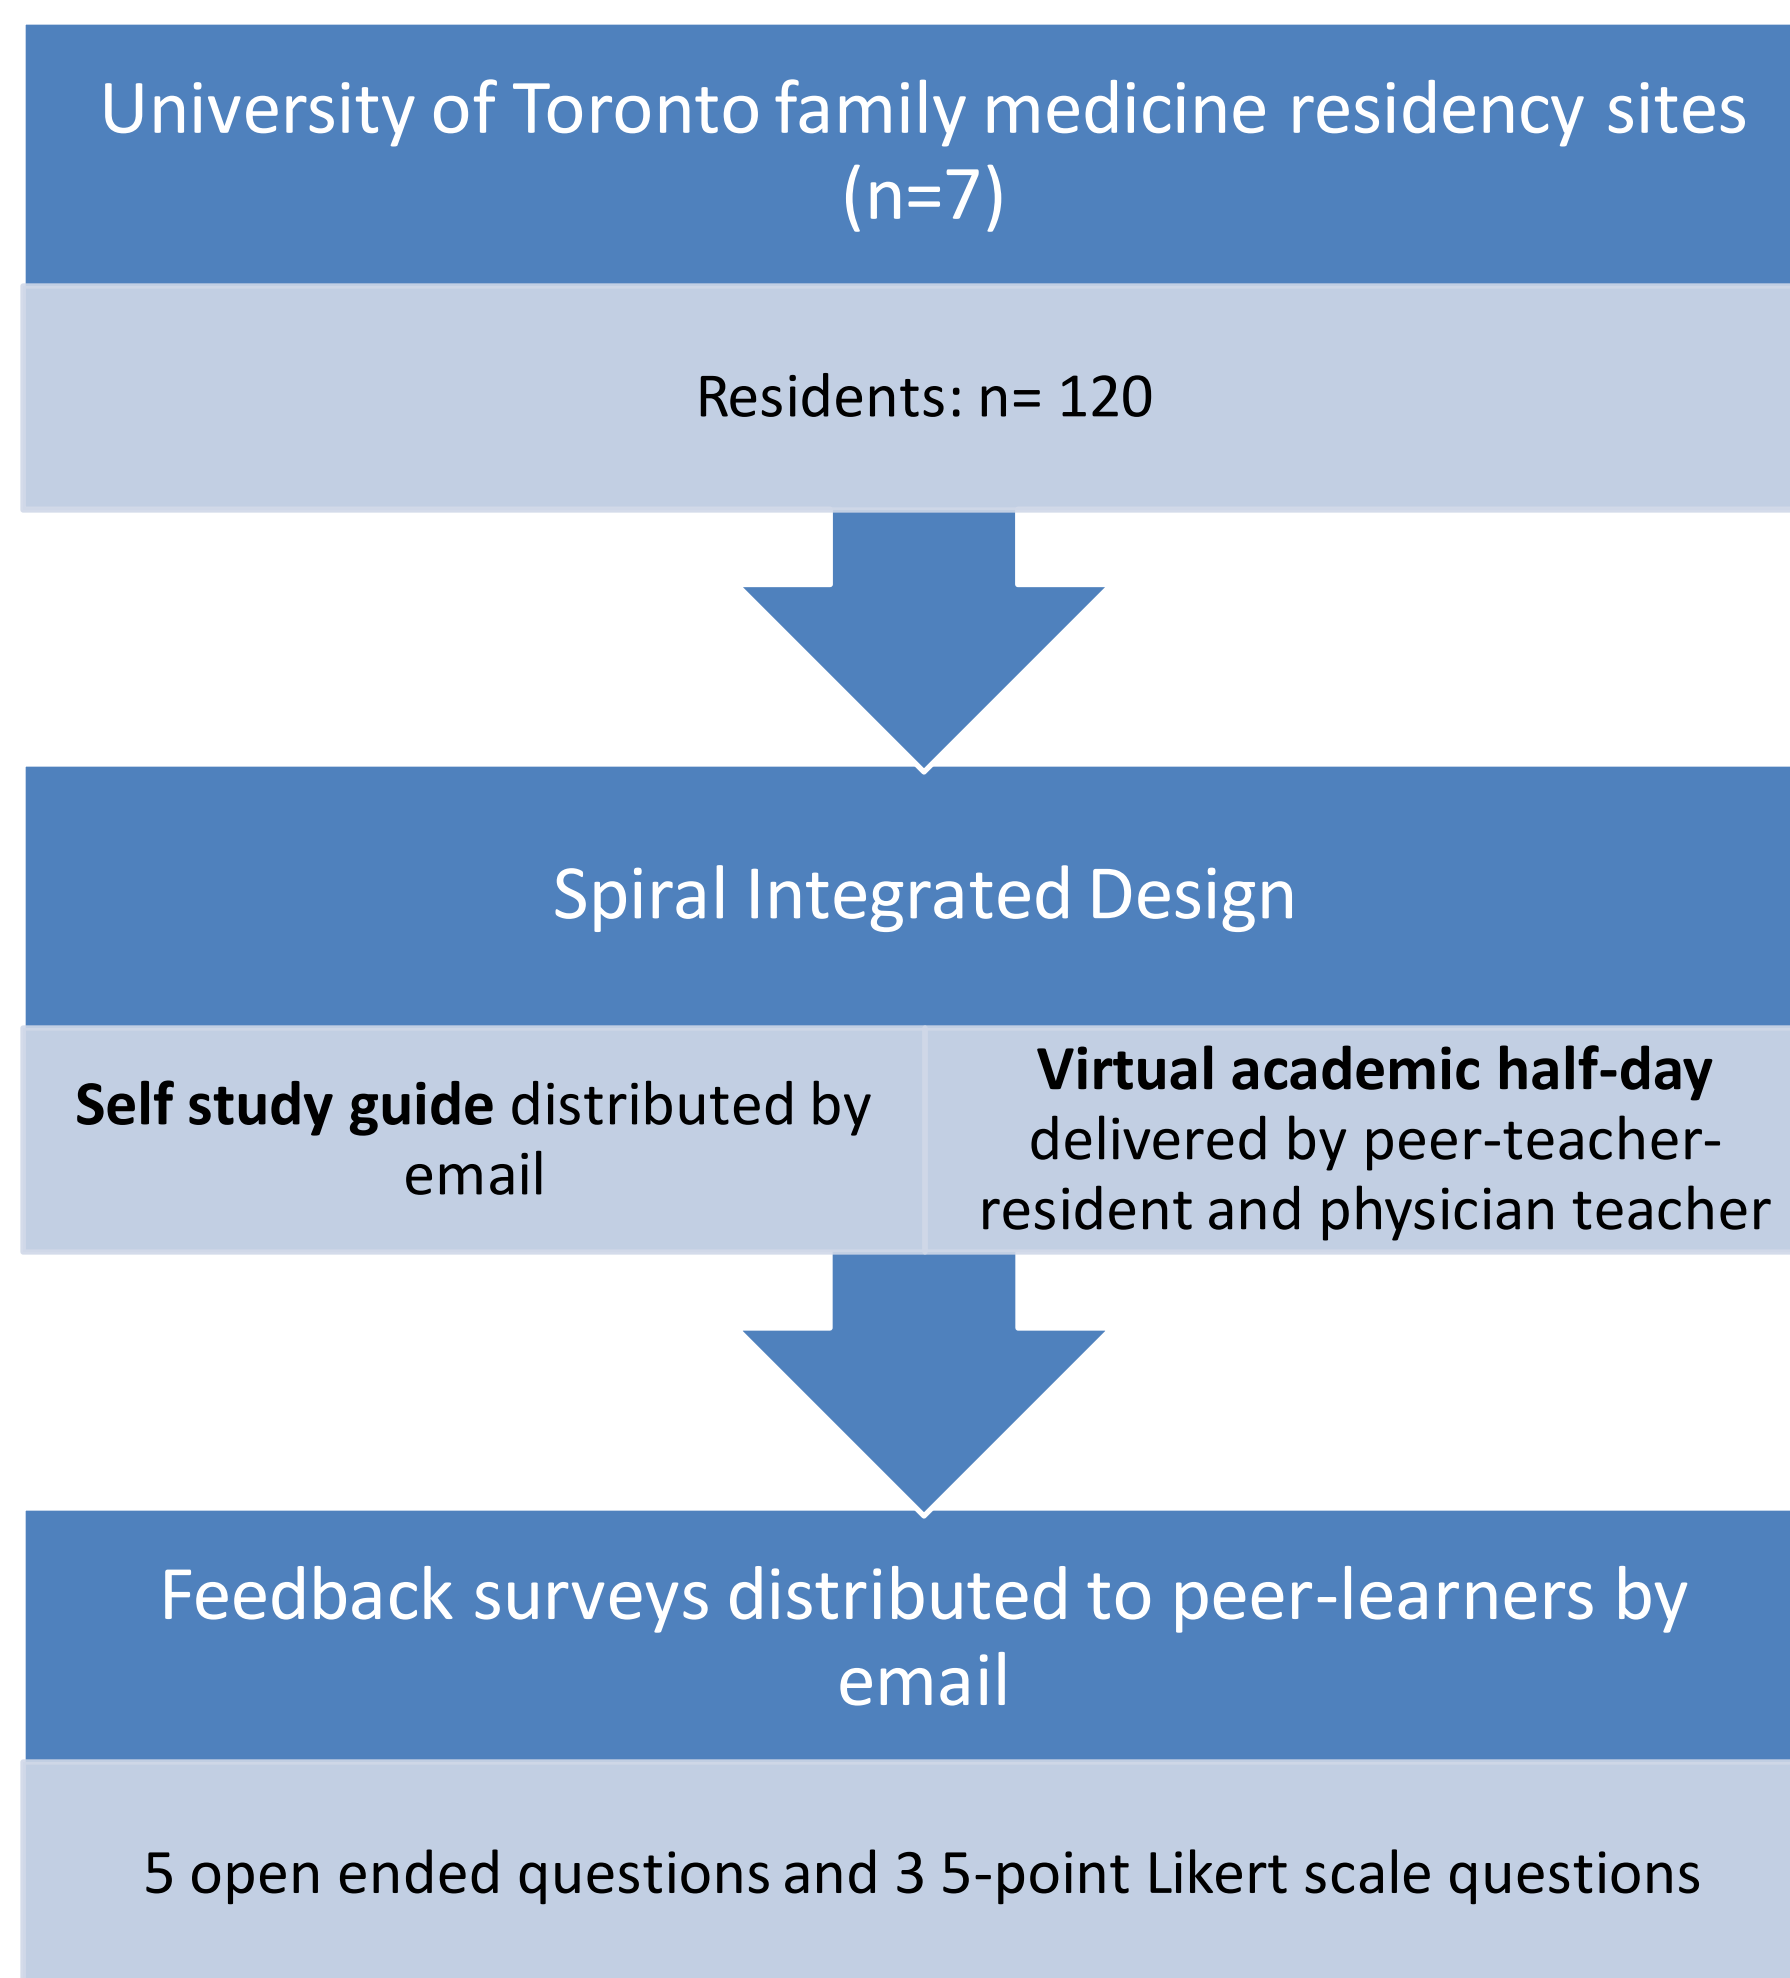 University of Toronto family medicine residency sites
(n=7)
Residents: n= 120
Spiral Integrated Design
Self study guide distributed by
email
Virtual academic half-day
delivered by peer-teacher-
resident and physician teacher
Feedback surveys distributed to peer-learners by
email
5 open ended questions and 3 5-point Likert scale questions